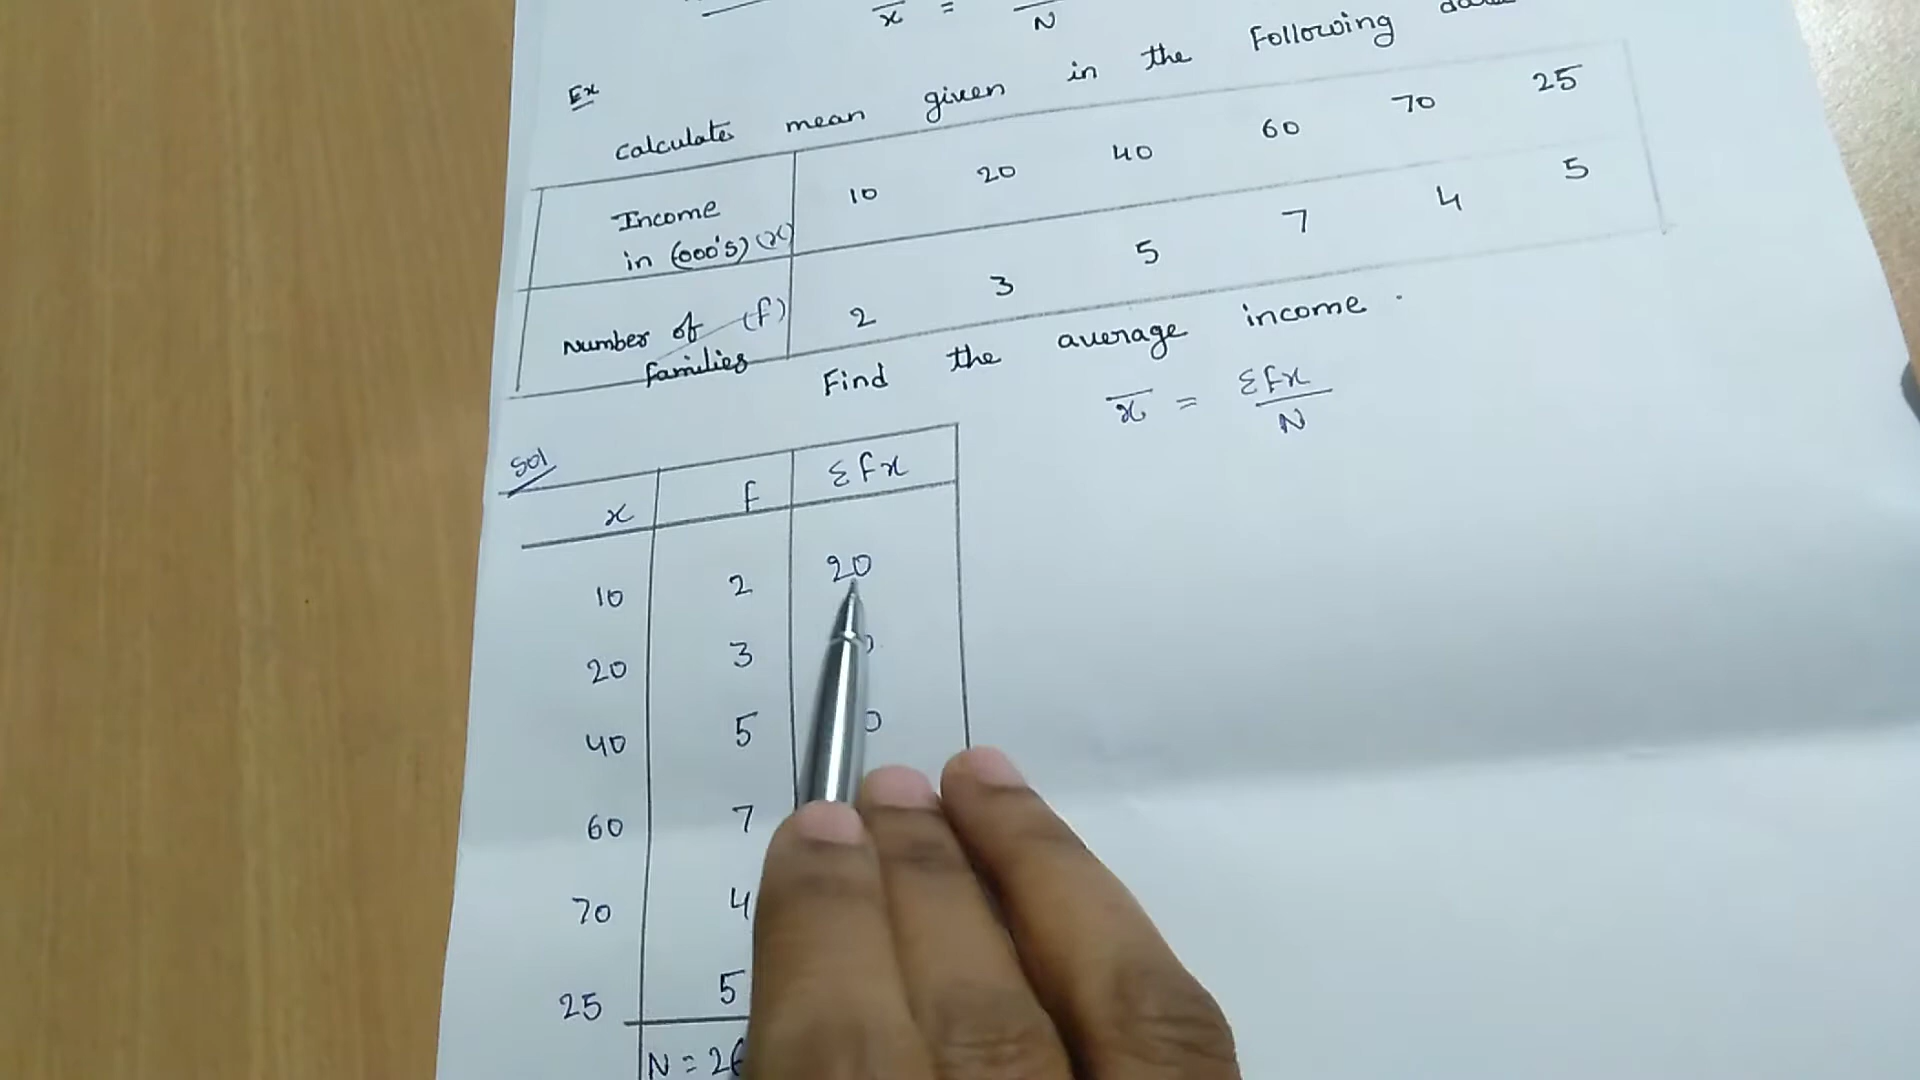 x̄ = N
Ex
Calculate mean given in the Following
Income in (000's) (x) 10 20 40 60 70 25
Number of families (f) 2 3 5 7 4 5
Find the average income.
x̄ = Σfx / N
Sol
x f Σfx
10 2 20
20 3
40 5
60 7
70 4
25 5
N =